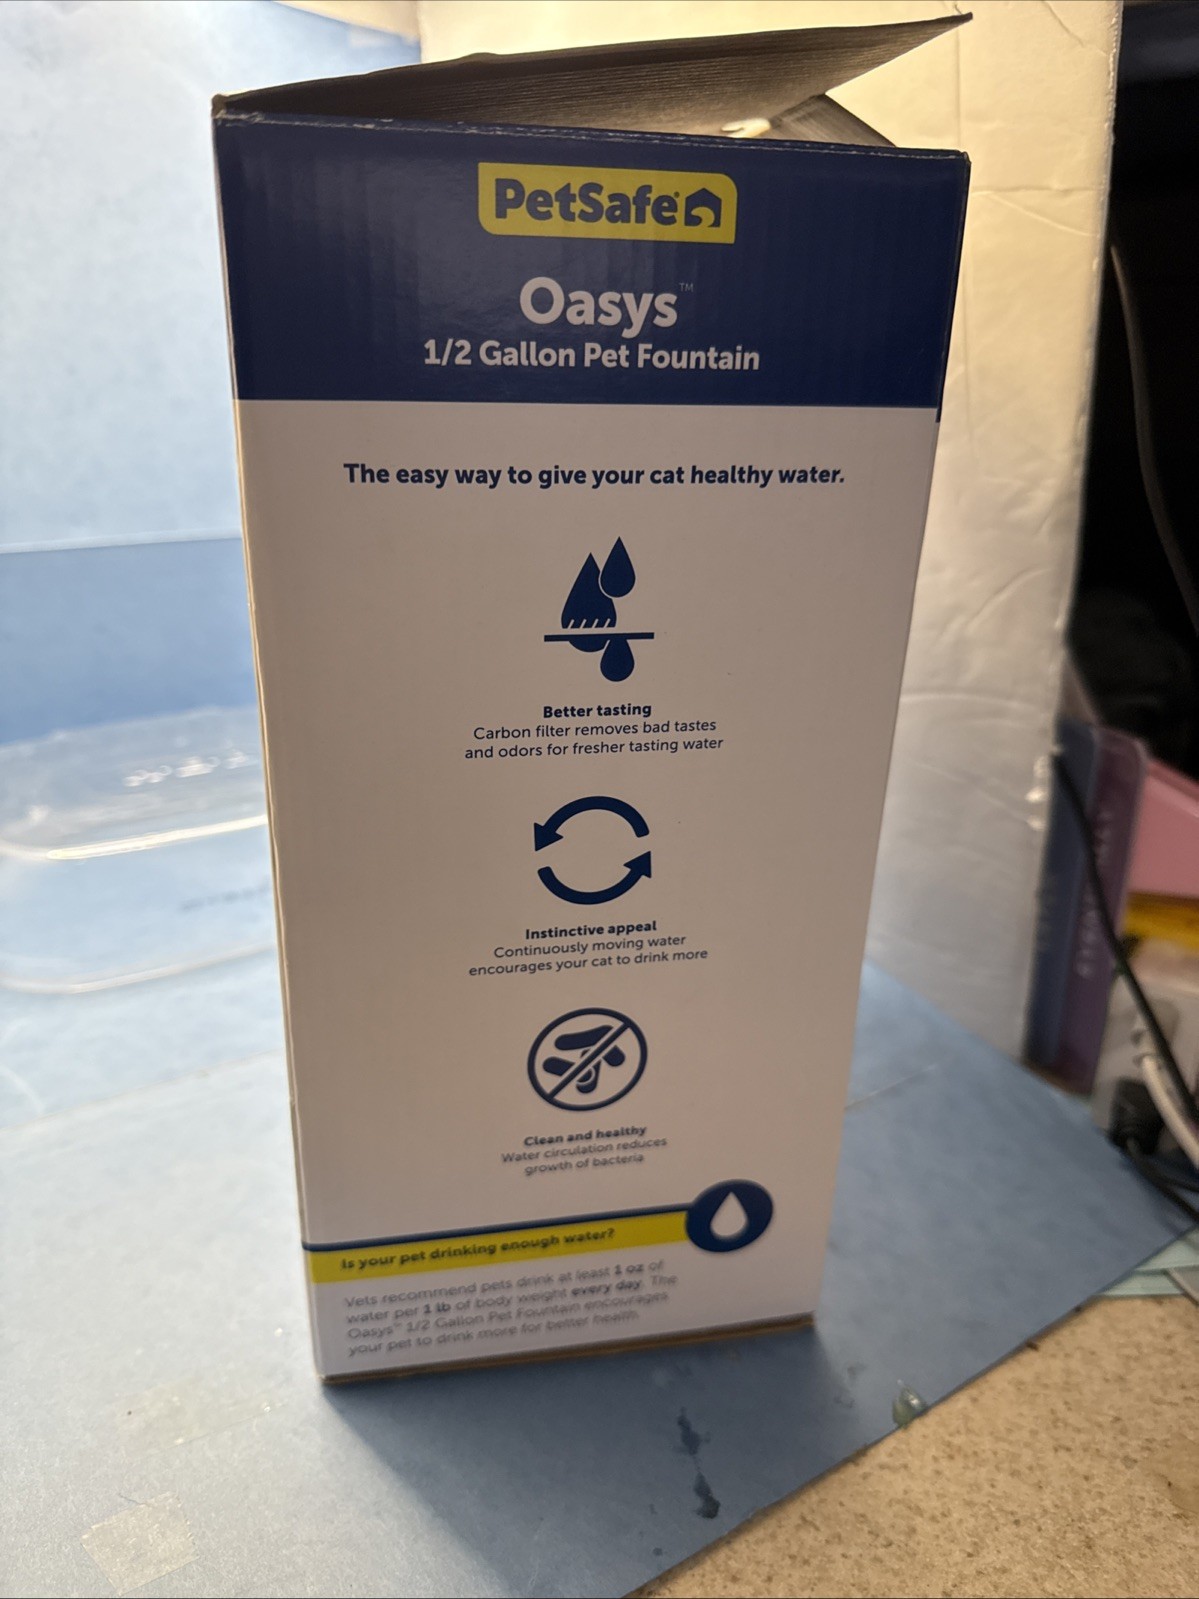 PetSafe®
Oasys™
1/2 Gallon Pet Fountain
The easy way to give your cat healthy water.
Better tasting
Carbon filter removes bad tastes
and odors for fresher tasting water
Instinctive appeal
Continuously moving water
encourages your cat to drink more
Clean and healthy
Water circulation reduces
growth of bacteria
Is your pet drinking enough water?
Vets recommend pets drink at least 1 oz of
water per 1 lb of body weight every day. The
Oasys™ 1/2 Gallon Pet Fountain encourages
your pet to drink more for better health.